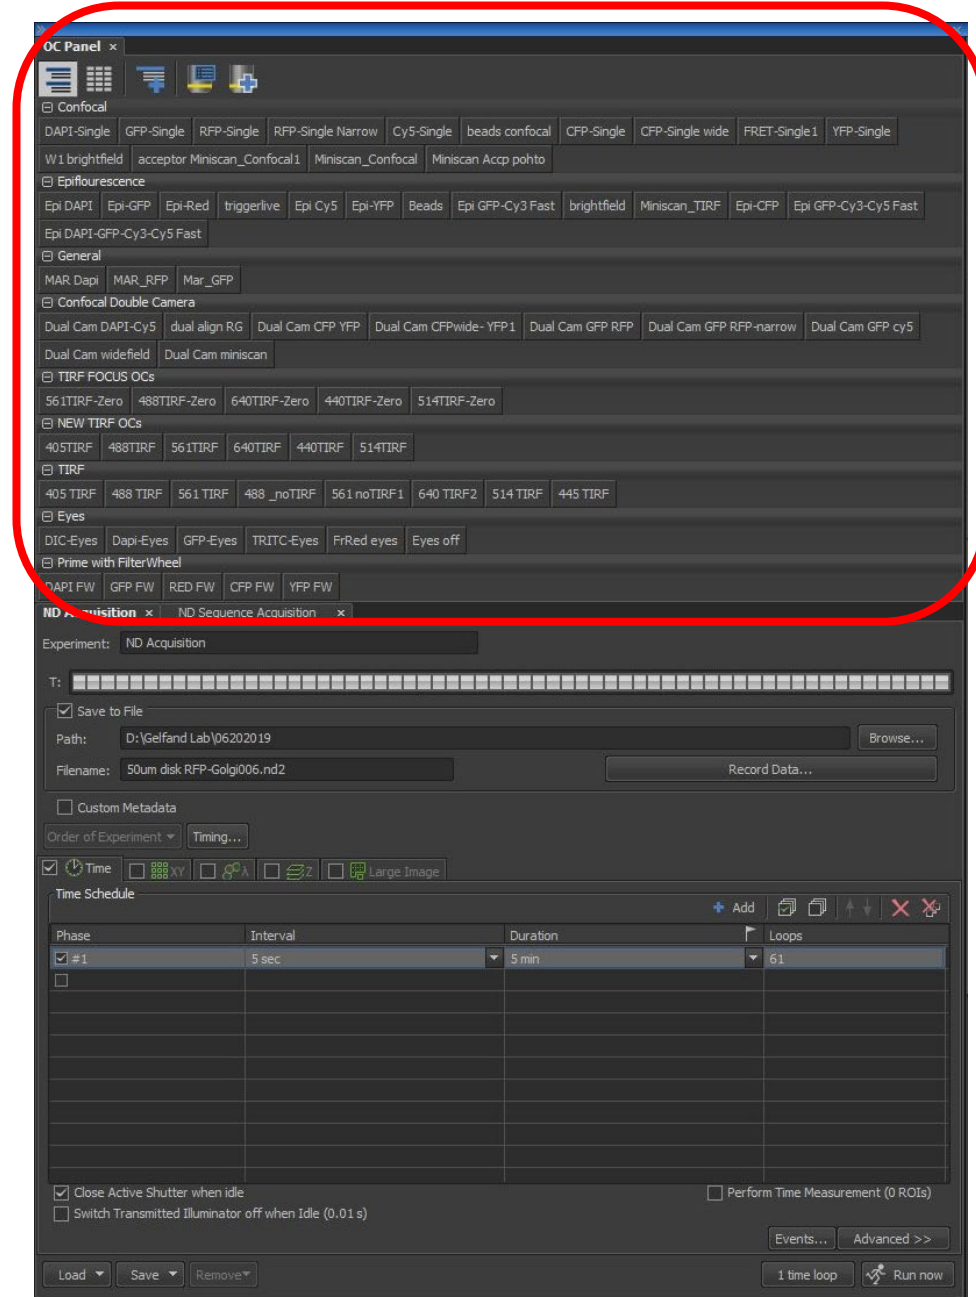 OC Panel ×
Confocal
DAPI-Single GFP-Single RFP-Single RFP-Single Narrow Cy5-Single beads confocal CFP-Single CFP-Single wide FRET-Single1 YFP-Single
W1 brightfield acceptor Miniscan_Confocal1 Miniscan_Confocal Miniscan Accp pohto
Epiflourescence
Epi DAPI Epi-GFP Epi-Red triggerlive Epi Cy5 Epi-YFP Beads Epi GFP-Cy3 Fast brightfield Miniscan_TIRF Epi-CFP Epi GFP-Cy3-Cy5 Fast
Epi DAPI-GFP-Cy3-Cy5 Fast
General
MAR Dapi MAR_RFP Mar_GFP
Confocal Double Camera
Dual Cam DAPI-Cy5 dual align RG Dual Cam CFP YFP Dual Cam CFPwide- YFP1 Dual Cam GFP RFP Dual Cam GFP RFP-narrow Dual Cam GFP cy5
Dual Cam widefield Dual Cam miniscan
TIRF FOCUS OCs
561TIRF-Zero 488TIRF-Zero 640TIRF-Zero 440TIRF-Zero 514TIRF-Zero
NEW TIRF OCs
405TIRF 488TIRF 561TIRF 640TIRF 440TIRF 514TIRF
TIRF
405 TIRF 488 TIRF 561 TIRF 488 _noTIRF 561 noTIRF1 640 TIRF2 514 TIRF 445 TIRF
Eyes
DIC-Eyes Dapi-Eyes GFP-Eyes TRITC-Eyes FrRed eyes Eyes off
Prime with FilterWheel
DAPI FW GFP FW RED FW CFP FW YFP FW
ND Acquisition × ND Sequence Acquisition ×
Experiment: ND Acquisition
T:
Save to File
Path: D:\Gelfand Lab\06202019 Browse...
Filename: 50um disk RFP-Golgi006.nd2 Record Data...
Custom Metadata
Order of Experiment Timing...
Time XY λ Z Large Image
Time Schedule
+ Add
Phase Interval Duration Loops
#1 5 sec 5 min 61
Close Active Shutter when idle Perform Time Measurement (0 ROIs)
Switch Transmitted Illuminator off when Idle (0.01 s)
Events... Advanced >>
Load Save Remove 1 time loop Run now